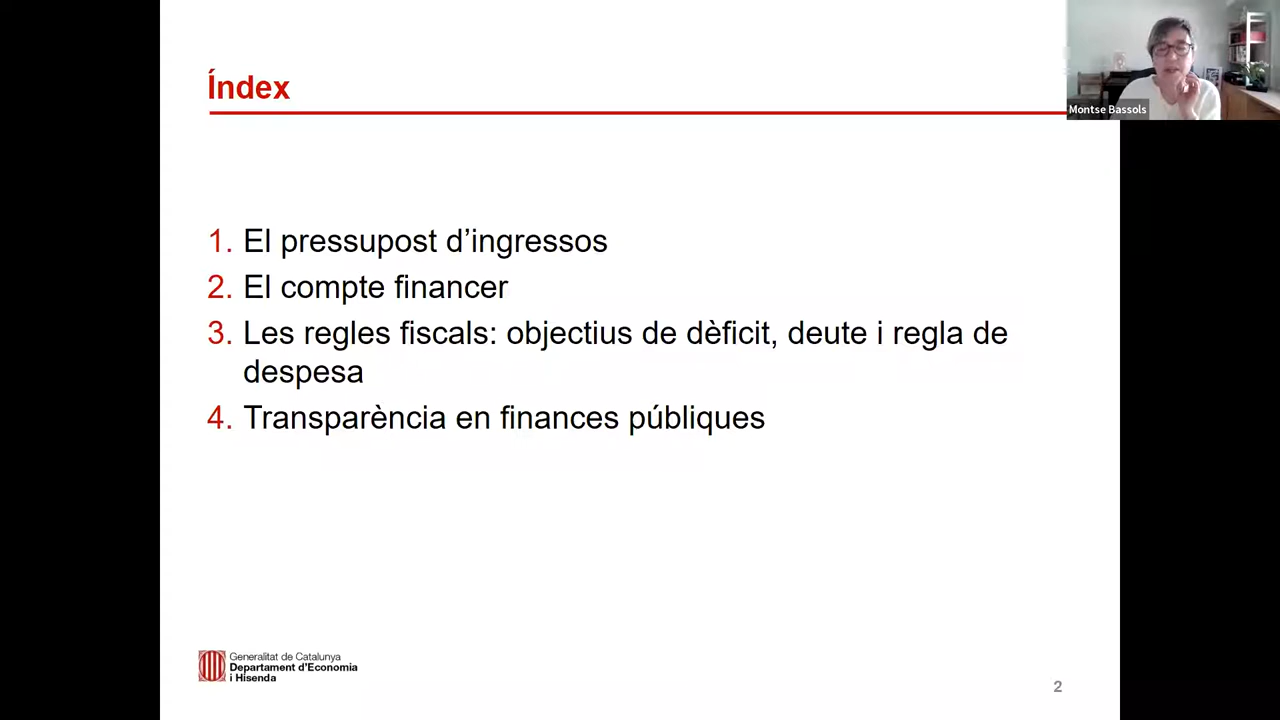 Índex
Montse Bassols
1. El pressupost d’ingressos
2. El compte financer
3. Les regles fiscals: objectius de dèficit, deute i regla de
despesa
4. Transparència en finances públiques
Generalitat de Catalunya
Departament d’Economia
i Hisenda
2